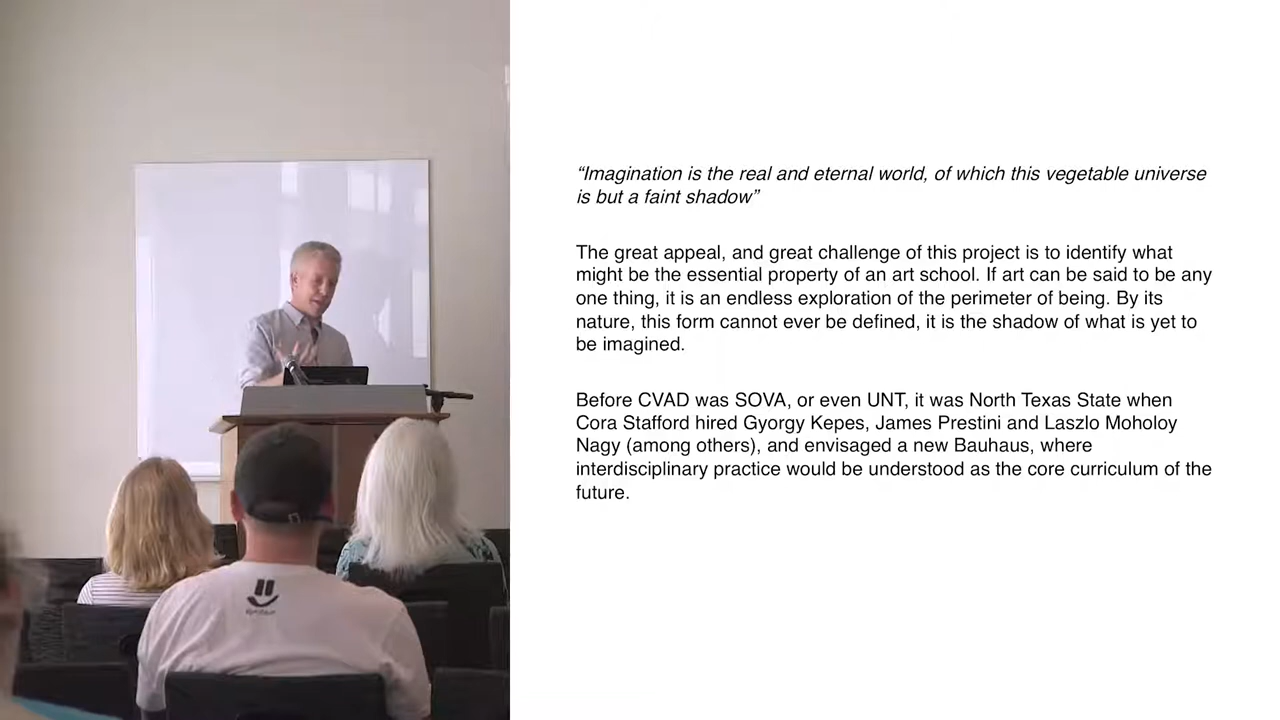 “Imagination is the real and eternal world, of which this vegetable universe
is but a faint shadow”
The great appeal, and great challenge of this project is to identify what
might be the essential property of an art school. If art can be said to be any
one thing, it is an endless exploration of the perimeter of being. By its
nature, this form cannot ever be defined, it is the shadow of what is yet to
be imagined.
Before CVAD was SOVA, or even UNT, it was North Texas State when
Cora Stafford hired Gyorgy Kepes, James Prestini and Laszlo Moholoy
Nagy (among others), and envisaged a new Bauhaus, where
interdisciplinary practice would be understood as the core curriculum of the
future.